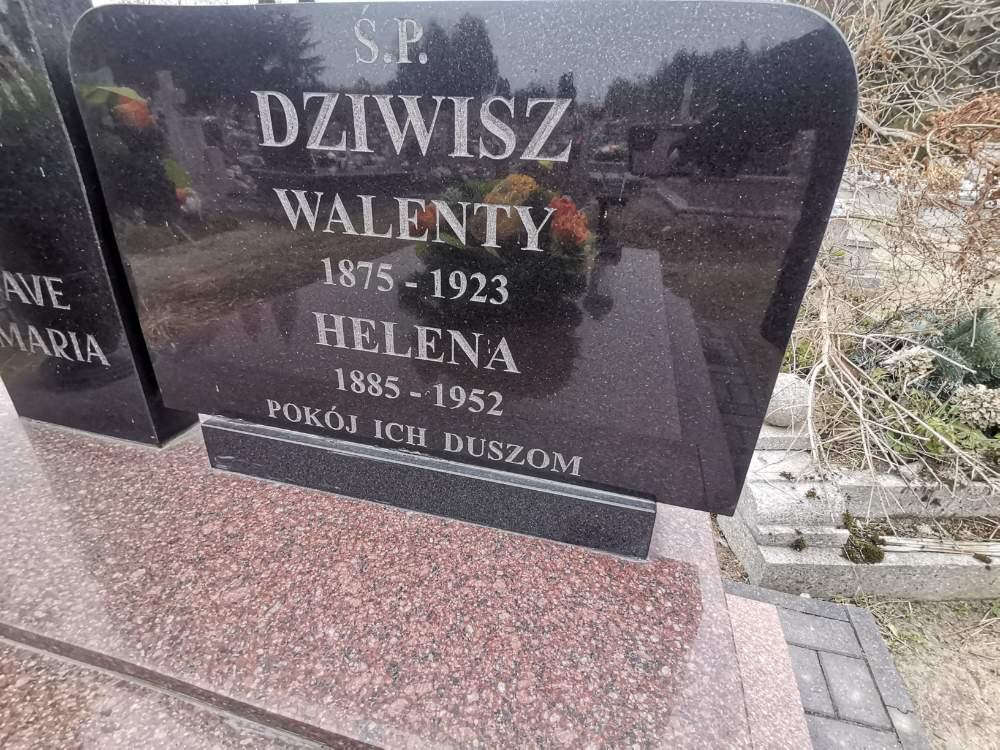 Ś.P.
DZIWISZ
WALENTY
1875 - 1923
HELENA
1885 - 1952
POKÓJ ICH DUSZOM
AVE
MARIA